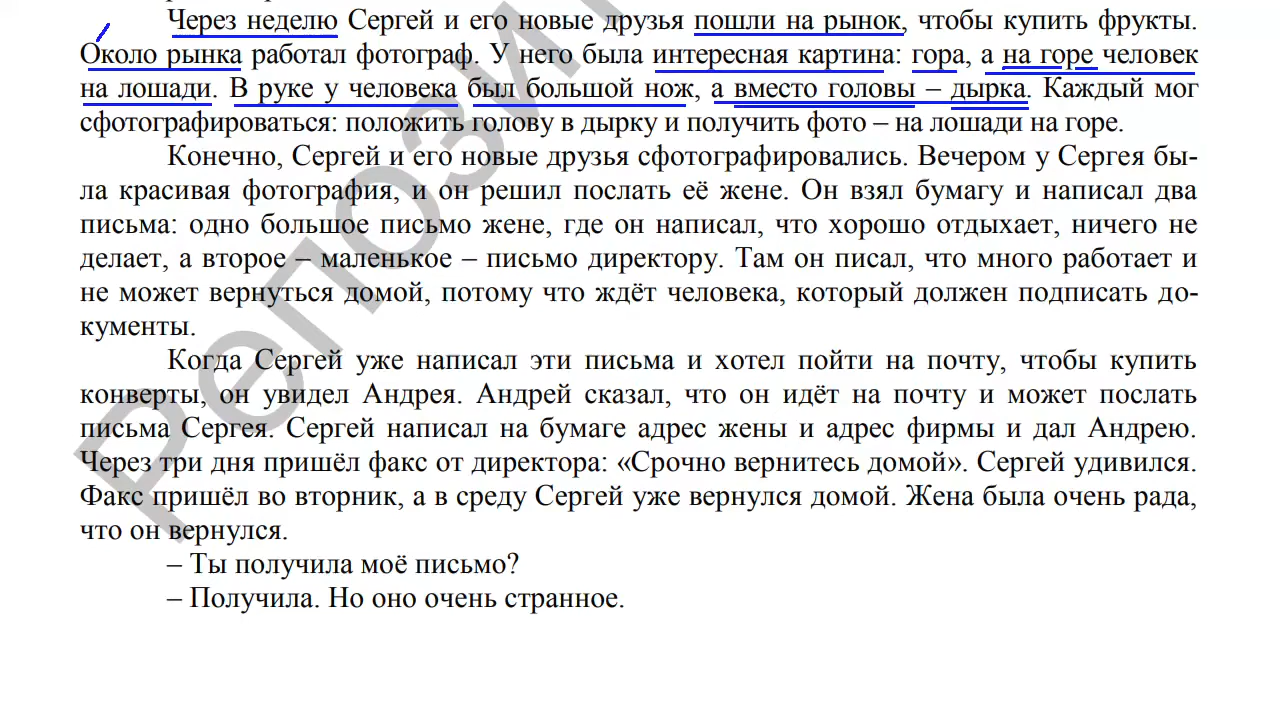 Через неделю Сергей и его новые друзья пошли на рынок, чтобы купить фрукты.
Около рынка работал фотограф. У него была интересная картина: гора, а на горе человек
на лошади. В руке у человека был большой нож, а вместо головы – дырка. Каждый мог
сфотографироваться: положить голову в дырку и получить фото – на лошади на горе.
Конечно, Сергей и его новые друзья сфотографировались. Вечером у Сергея бы-
ла красивая фотография, и он решил послать её жене. Он взял бумагу и написал два
письма: одно большое письмо жене, где он написал, что хорошо отдыхает, ничего не
делает, а второе – маленькое – письмо директору. Там он писал, что много работает и
не может вернуться домой, потому что ждёт человека, который должен подписать до-
кументы.
Когда Сергей уже написал эти письма и хотел пойти на почту, чтобы купить
конверты, он увидел Андрея. Андрей сказал, что он идёт на почту и может послать
письма Сергея. Сергей написал на бумаге адрес жены и адрес фирмы и дал Андрею.
Через три дня пришёл факс от директора: «Срочно вернитесь домой». Сергей удивился.
Факс пришёл во вторник, а в среду Сергей уже вернулся домой. Жена была очень рада,
что он вернулся.
– Ты получила моё письмо?
– Получила. Но оно очень странное.
Репози